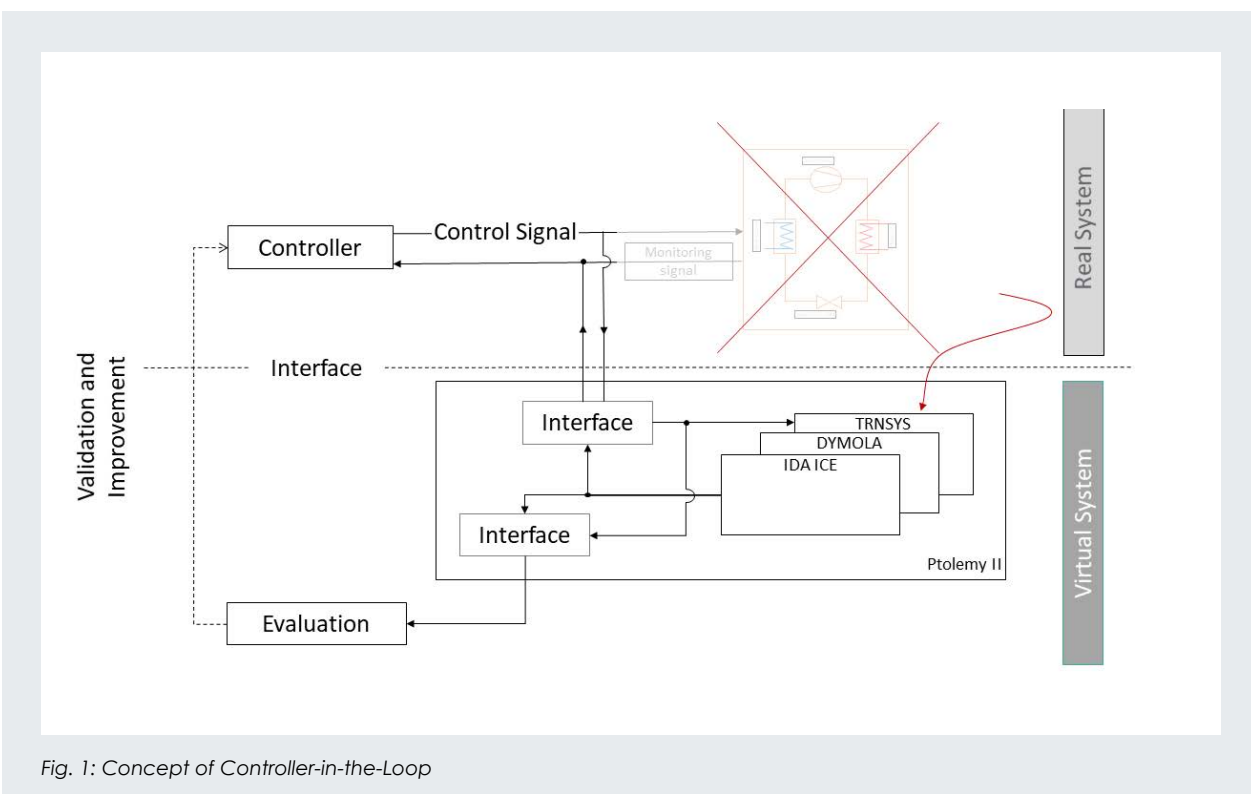 Control Signal
Controller
Monitoring
signal
Real System
Interface
Validation and
Improvement
Interface
TRNSYS
DYMOLA
IDA ICE
Interface
Ptolemy II
Virtual System
Evaluation
Fig. 1: Concept of Controller-in-the-Loop